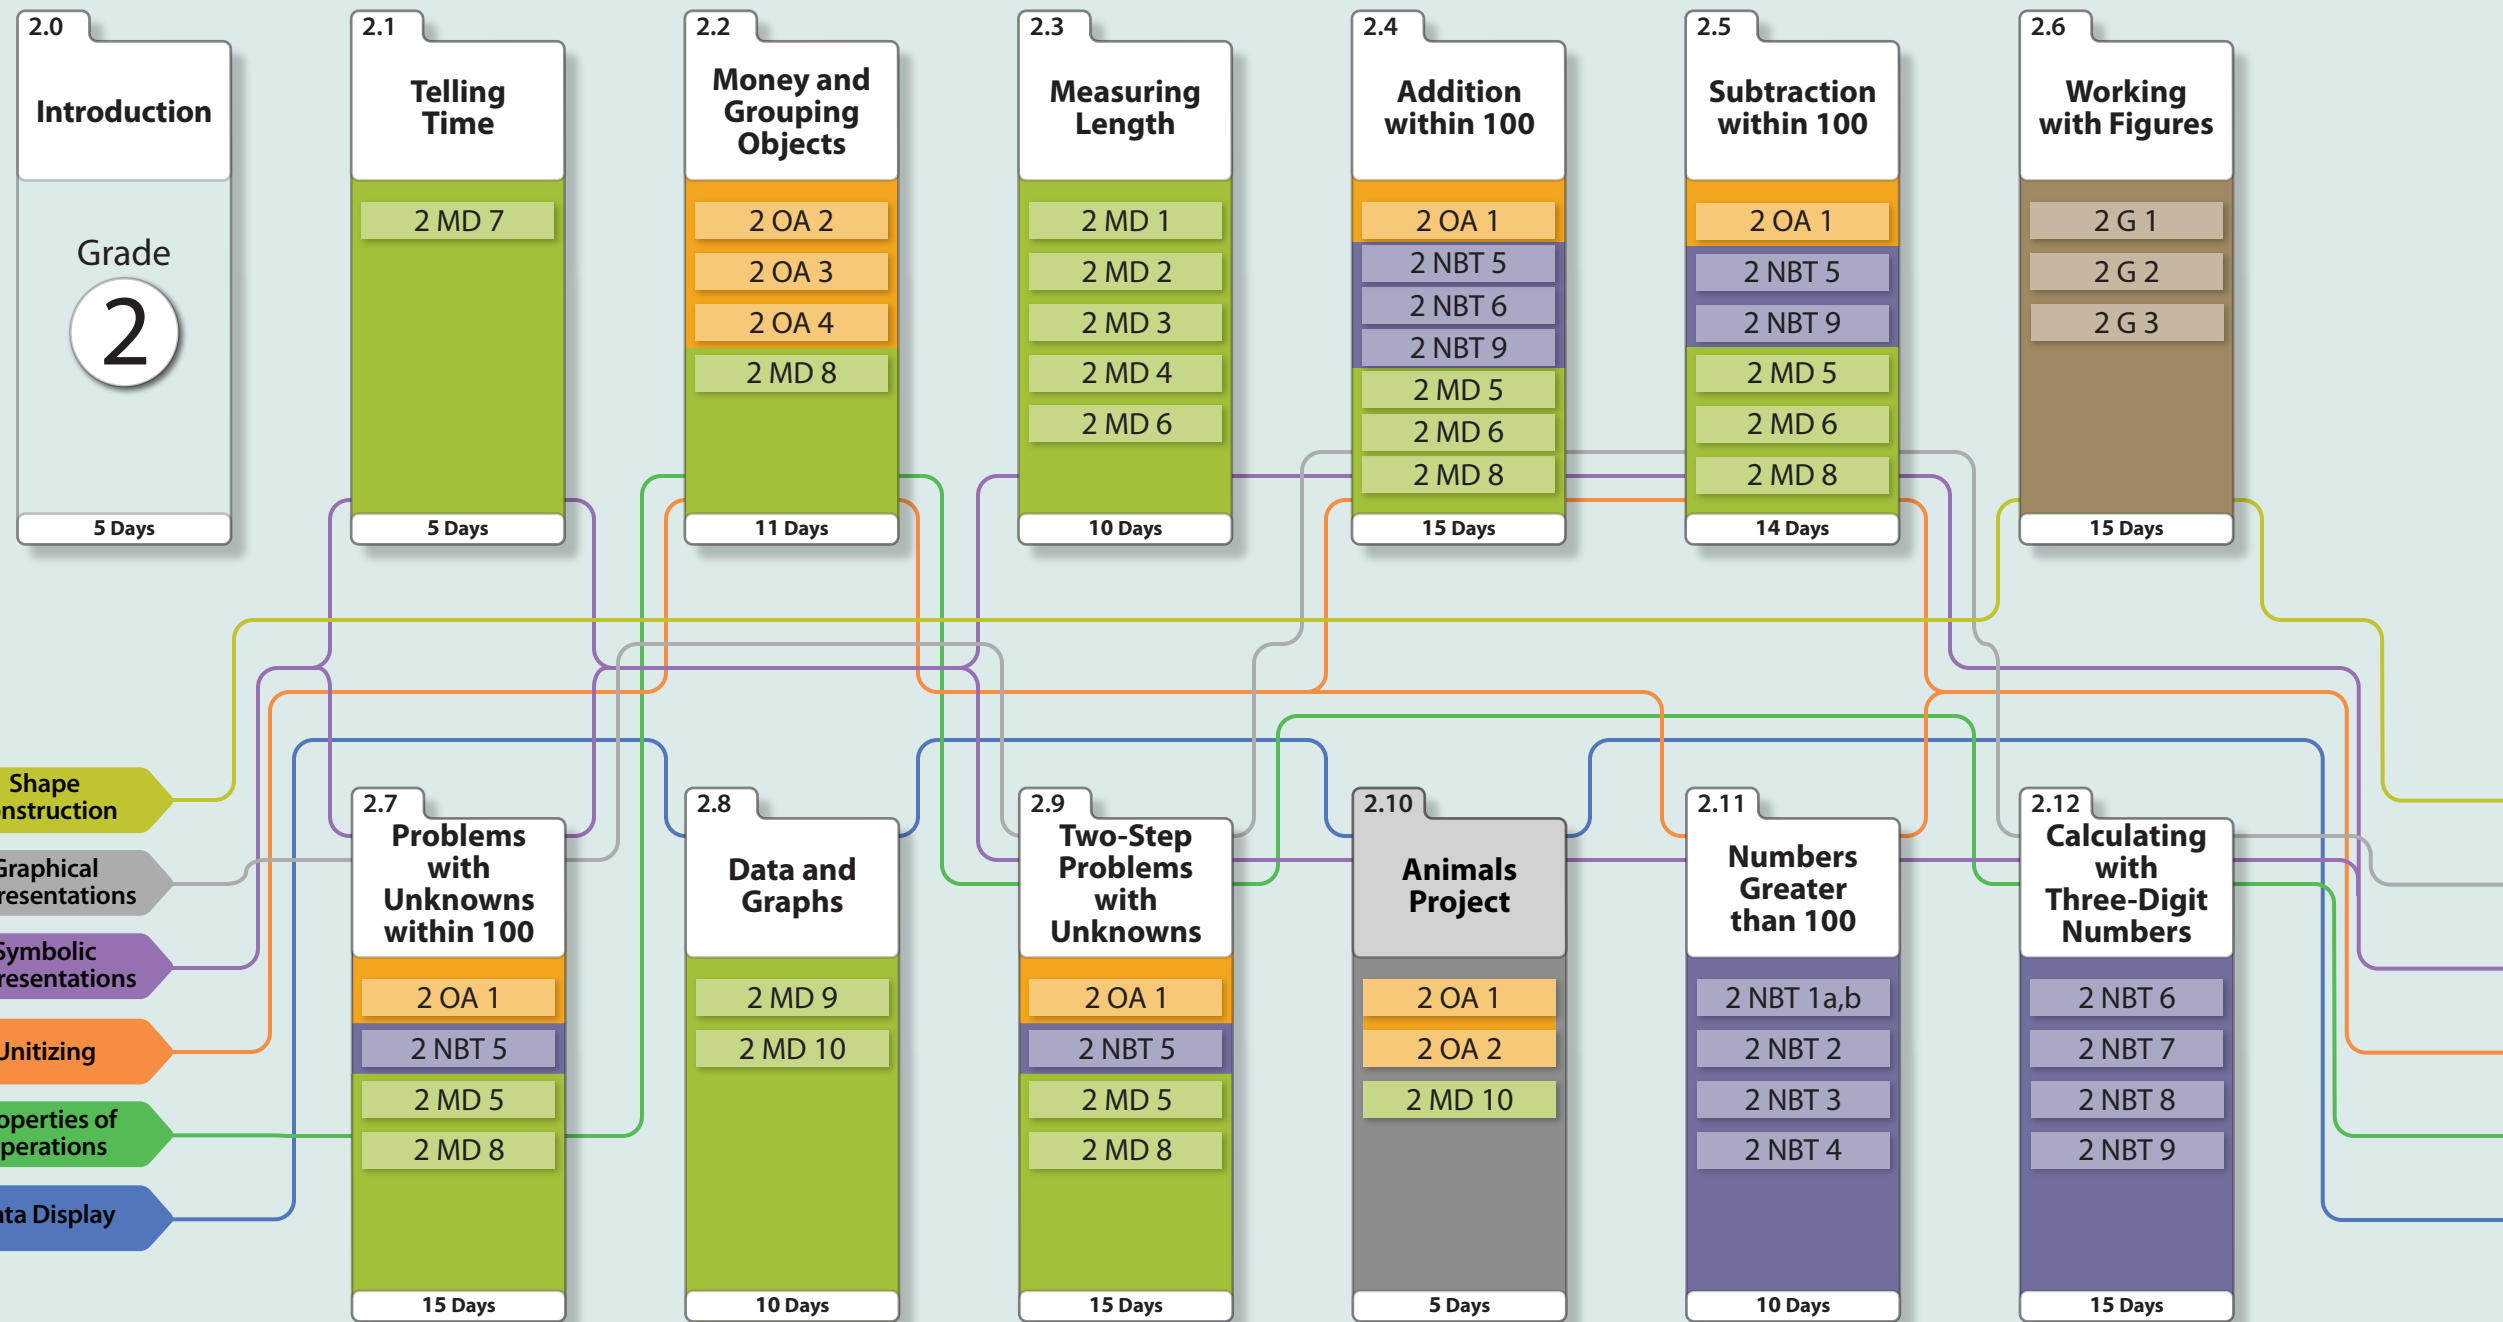 2.0
Introduction
Grade
2
5 Days
2.1
Telling
Time
2 MD 7
5 Days
2.2
Money and
Grouping
Objects
2 OA 2
2 OA 3
2 OA 4
2 MD 8
11 Days
2.3
Measuring
Length
2 MD 1
2 MD 2
2 MD 3
2 MD 4
2 MD 6
10 Days
2.4
Addition
within 100
2 OA 1
2 NBT 5
2 NBT 6
2 NBT 9
2 MD 5
2 MD 6
2 MD 8
15 Days
2.5
Subtraction
within 100
2 OA 1
2 NBT 5
2 NBT 9
2 MD 5
2 MD 6
2 MD 8
14 Days
2.6
Working
with Figures
2 G 1
2 G 2
2 G 3
15 Days
Shape
nstruction
Graphical
resentations
Symbolic
resentations
Unitizing
operties of
perations
ata Display
2.7
Problems
with
Unknowns
within 100
2 OA 1
2 NBT 5
2 MD 5
2 MD 8
15 Days
2.8
Data and
Graphs
2 MD 9
2 MD 10
10 Days
2.9
Two-Step
Problems
with
Unknowns
2 OA 1
2 NBT 5
2 MD 5
2 MD 8
15 Days
2.10
Animals
Project
2 OA 1
2 OA 2
2 MD 10
5 Days
2.11
Numbers
Greater
than 100
2 NBT 1a,b
2 NBT 2
2 NBT 3
2 NBT 4
10 Days
2.12
Calculating
with
Three-Digit
Numbers
2 NBT 6
2 NBT 7
2 NBT 8
2 NBT 9
15 Days